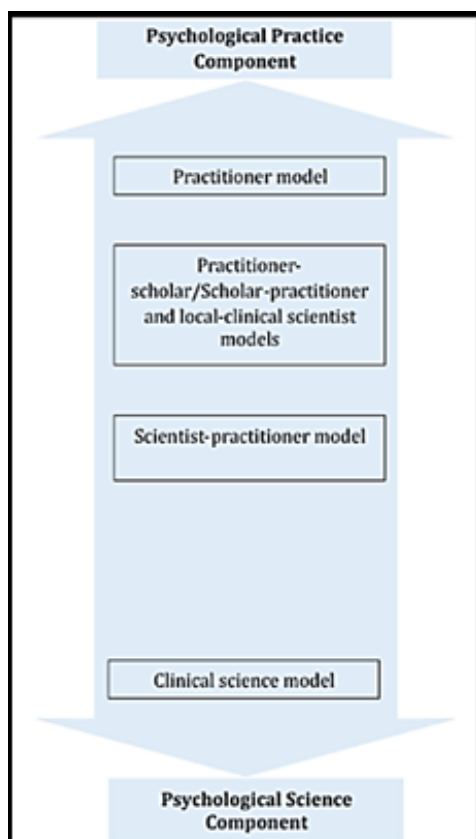 Psychological Practice
Component
Practitioner model
Practitioner-
scholar/Scholar-practitioner
and local-clinical scientist
models
Scientist-practitioner model
Clinical science model
Psychological Science
Component